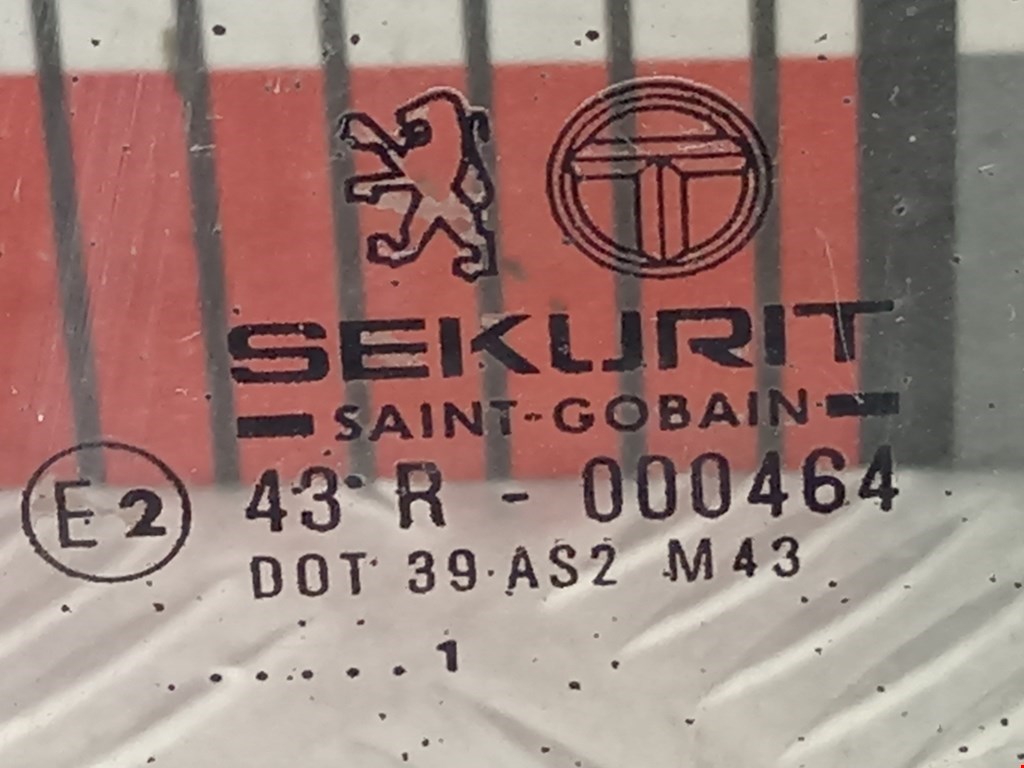 SEKURIT
SAINT-GOBAIN
E2 43 R - 000464
DOT 39 AS2 M43
.....1